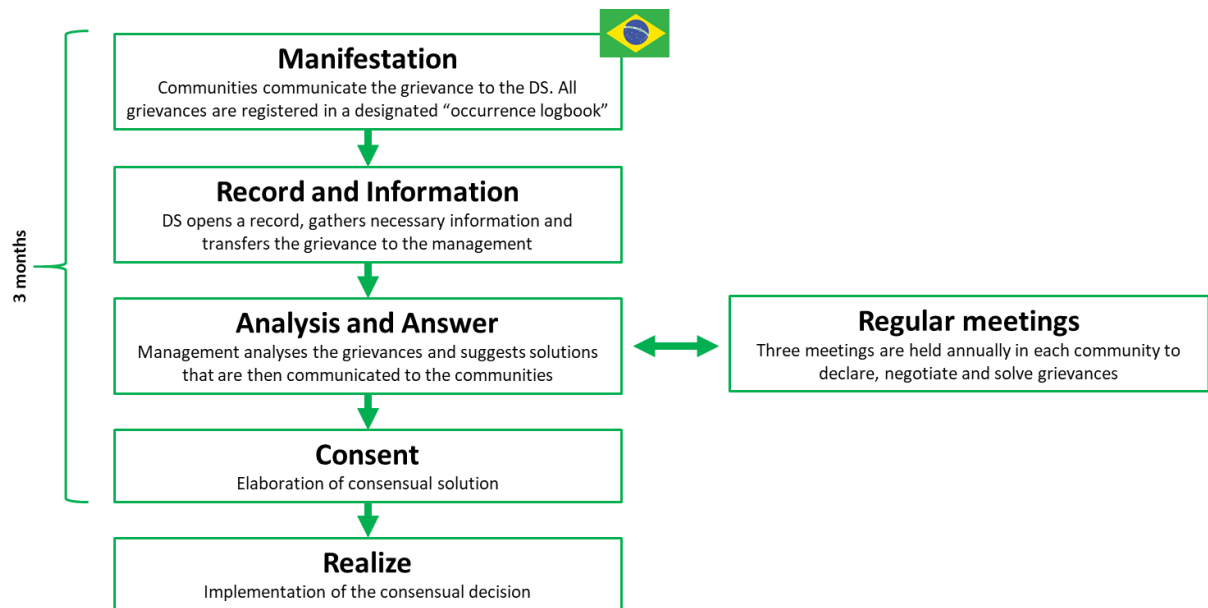 Manifestation
Communities communicate the grievance to the DS. All
grievances are registered in a designated “occurrence logbook”
Record and Information
DS opens a record, gathers necessary information and
transfers the grievance to the management
3 months
Analysis and Answer
Management analyses the grievances and suggests solutions
that are then communicated to the communities
Regular meetings
Three meetings are held annually in each community to
declare, negotiate and solve grievances
Consent
Elaboration of consensual solution
Realize
Implementation of the consensual decision